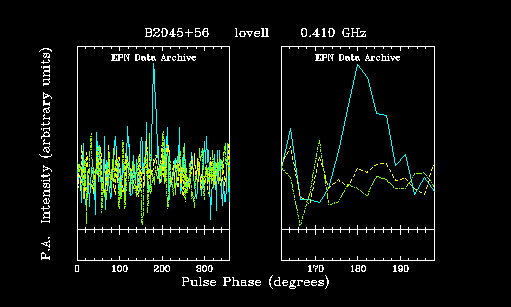 B2045+56 lovell 0.410 GHz
EPN Data Archive EPN Data Archive
P.A. Intensity (arbitrary units)
0 100 200 300 170 180 190
Pulse Phase (degrees)